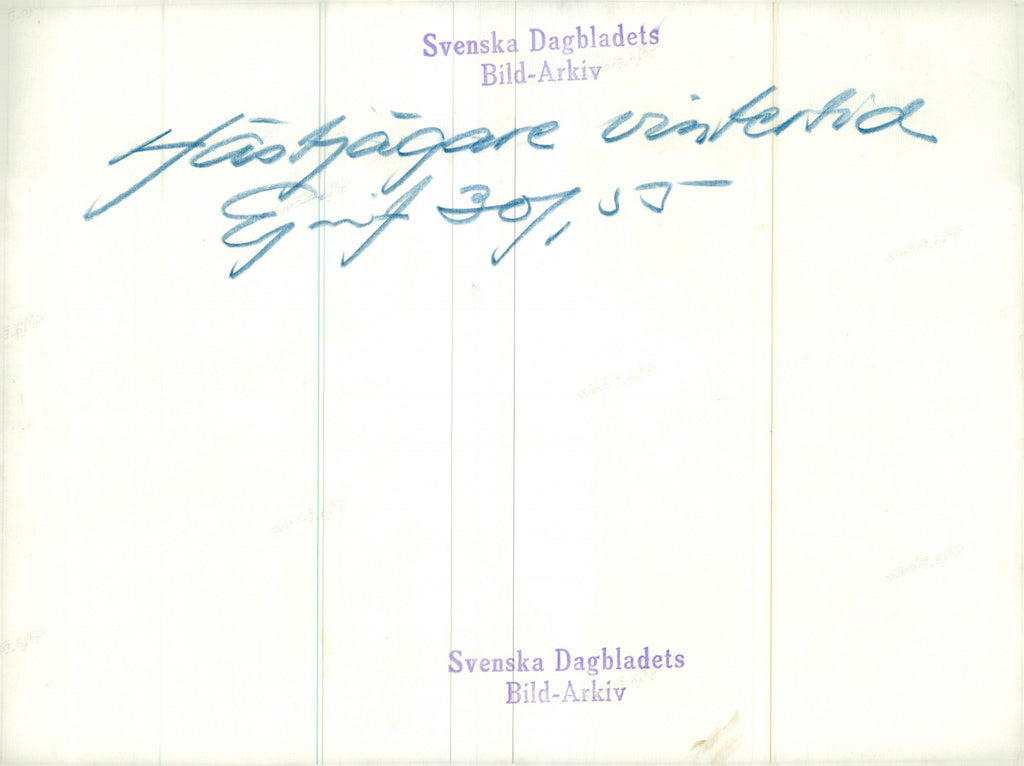 Svenska Dagbladets
Bild-Arkiv
Hästjägare vintertid
30/1 55
Svenska Dagbladets
Bild-Arkiv